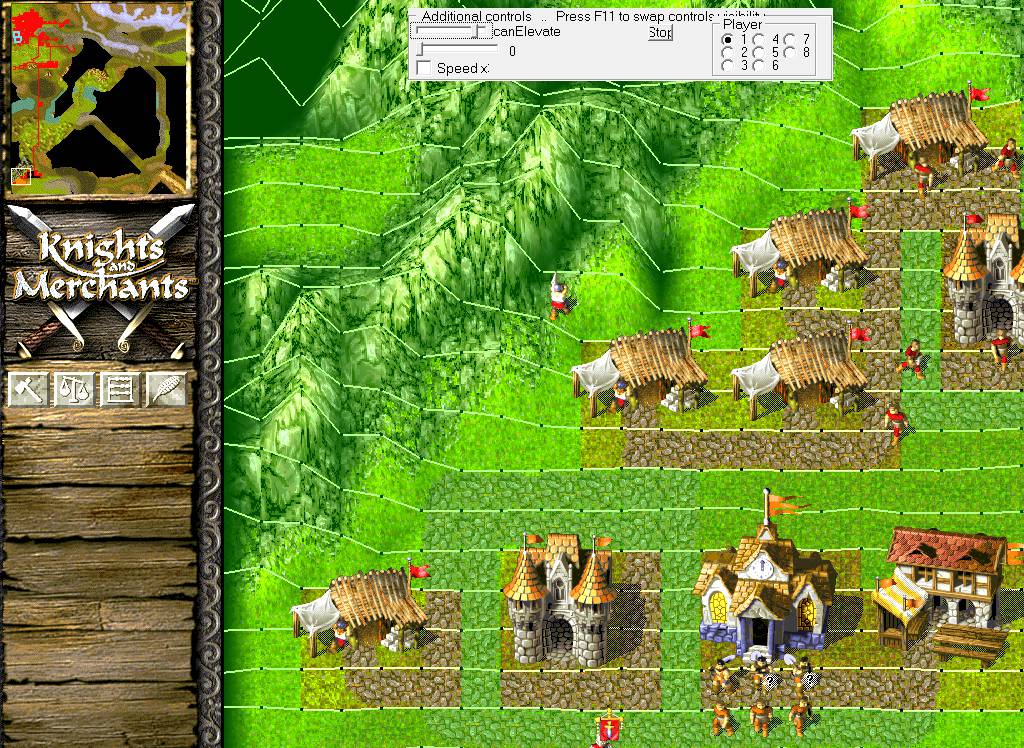 Additional controls .. Press F11 to swap controls visibility
canElevate
Stop
0
Speed x:
Player
1 4 7
2 5 8
3 6
Knights
and
Merchants
? ?